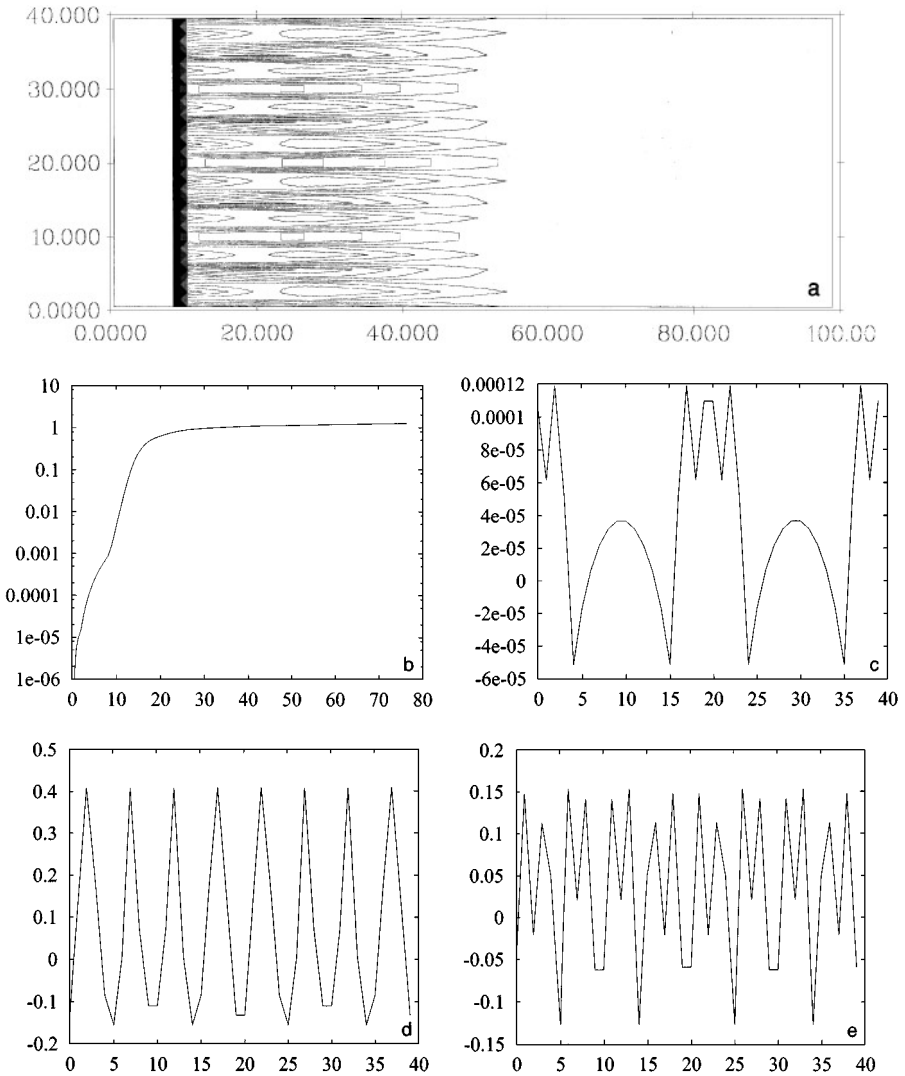 40.000
30.000
20.000
10.000
0.0000
0.0000 20.000 40.000 60.000 80.000 100.00
a
10
1
0.1
0.01
0.001
0.0001
1e-05
1e-06
0 10 20 30 40 50 60 70 80
b
0.00012
0.0001
8e-05
6e-05
4e-05
2e-05
0
-2e-05
-4e-05
-6e-05
0 5 10 15 20 25 30 35 40
c
0.5
0.4
0.3
0.2
0.1
0
-0.1
-0.2
0 5 10 15 20 25 30 35 40
d
0.2
0.15
0.1
0.05
0
-0.05
-0.1
-0.15
0 5 10 15 20 25 30 35 40
e